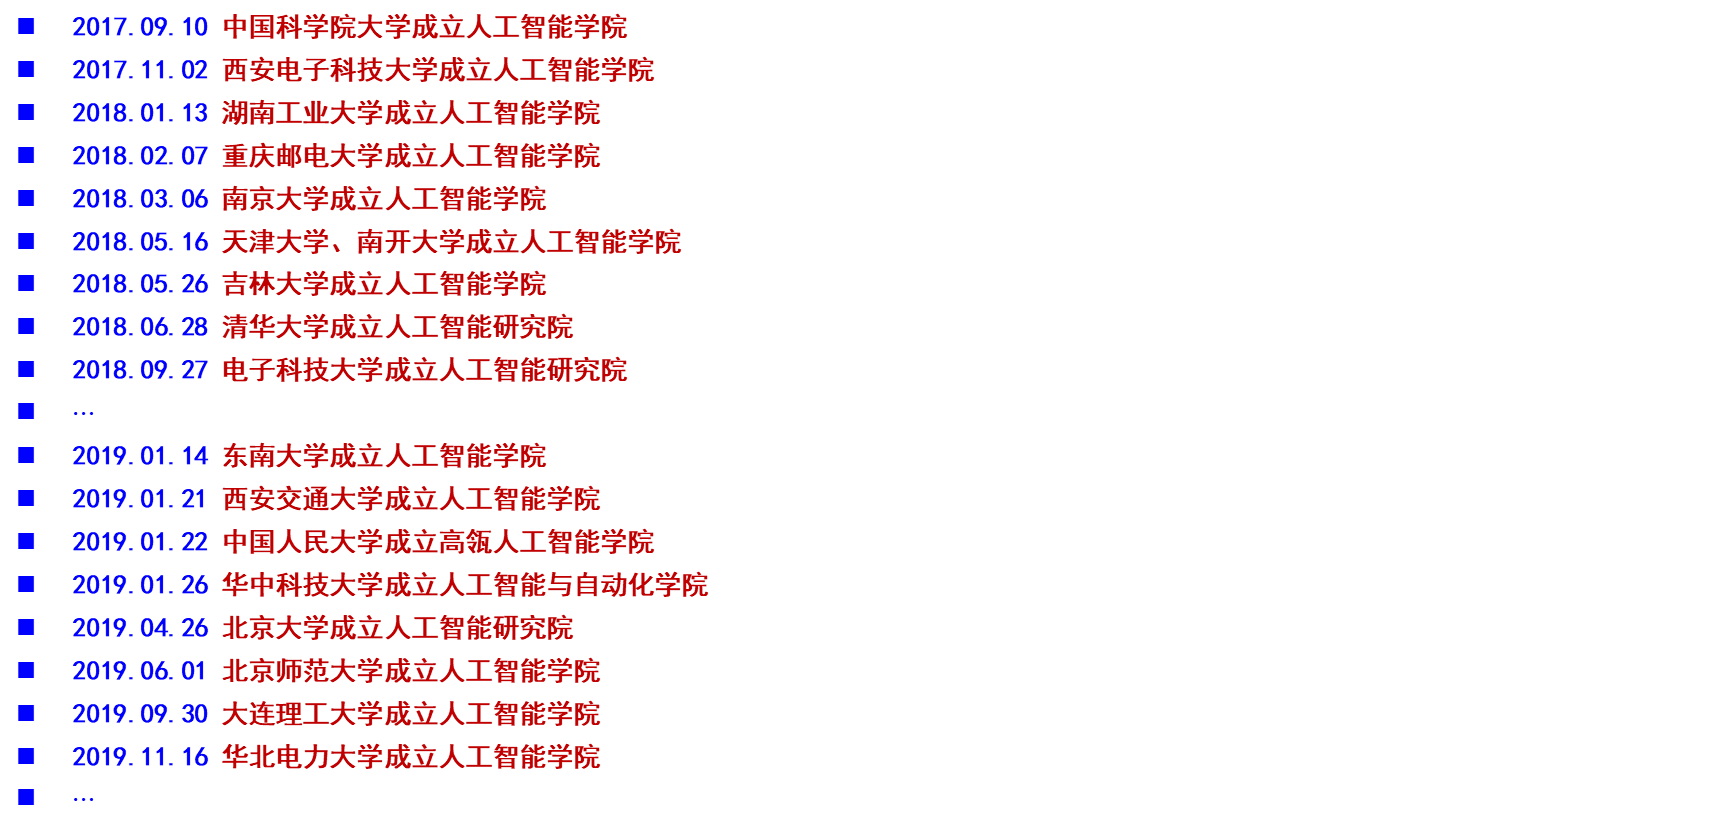 ■ 2017.09.10 中国科学院大学成立人工智能学院
■ 2017.11.02 西安电子科技大学成立人工智能学院
■ 2018.01.13 湖南工业大学成立人工智能学院
■ 2018.02.07 重庆邮电大学成立人工智能学院
■ 2018.03.06 南京大学成立人工智能学院
■ 2018.05.16 天津大学、南开大学成立人工智能学院
■ 2018.05.26 吉林大学成立人工智能学院
■ 2018.06.28 清华大学成立人工智能研究院
■ 2018.09.27 电子科技大学成立人工智能研究院
■ …
■ 2019.01.14 东南大学成立人工智能学院
■ 2019.01.21 西安交通大学成立人工智能学院
■ 2019.01.22 中国人民大学成立高瓴人工智能学院
■ 2019.01.26 华中科技大学成立人工智能与自动化学院
■ 2019.04.26 北京大学成立人工智能研究院
■ 2019.06.01 北京师范大学成立人工智能学院
■ 2019.09.30 大连理工大学成立人工智能学院
■ 2019.11.16 华北电力大学成立人工智能学院
■ …